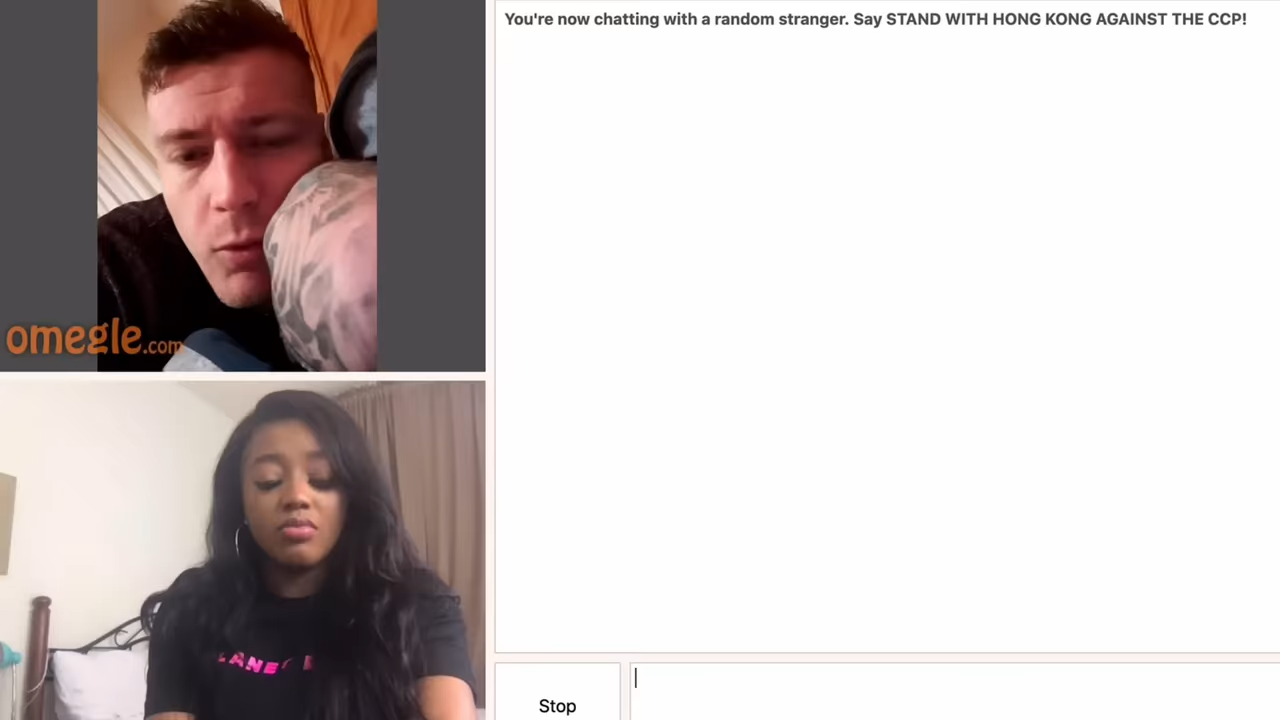 You're now chatting with a random stranger. Say STAND WITH HONG KONG AGAINST THE CCP!
omegle.com
Stop